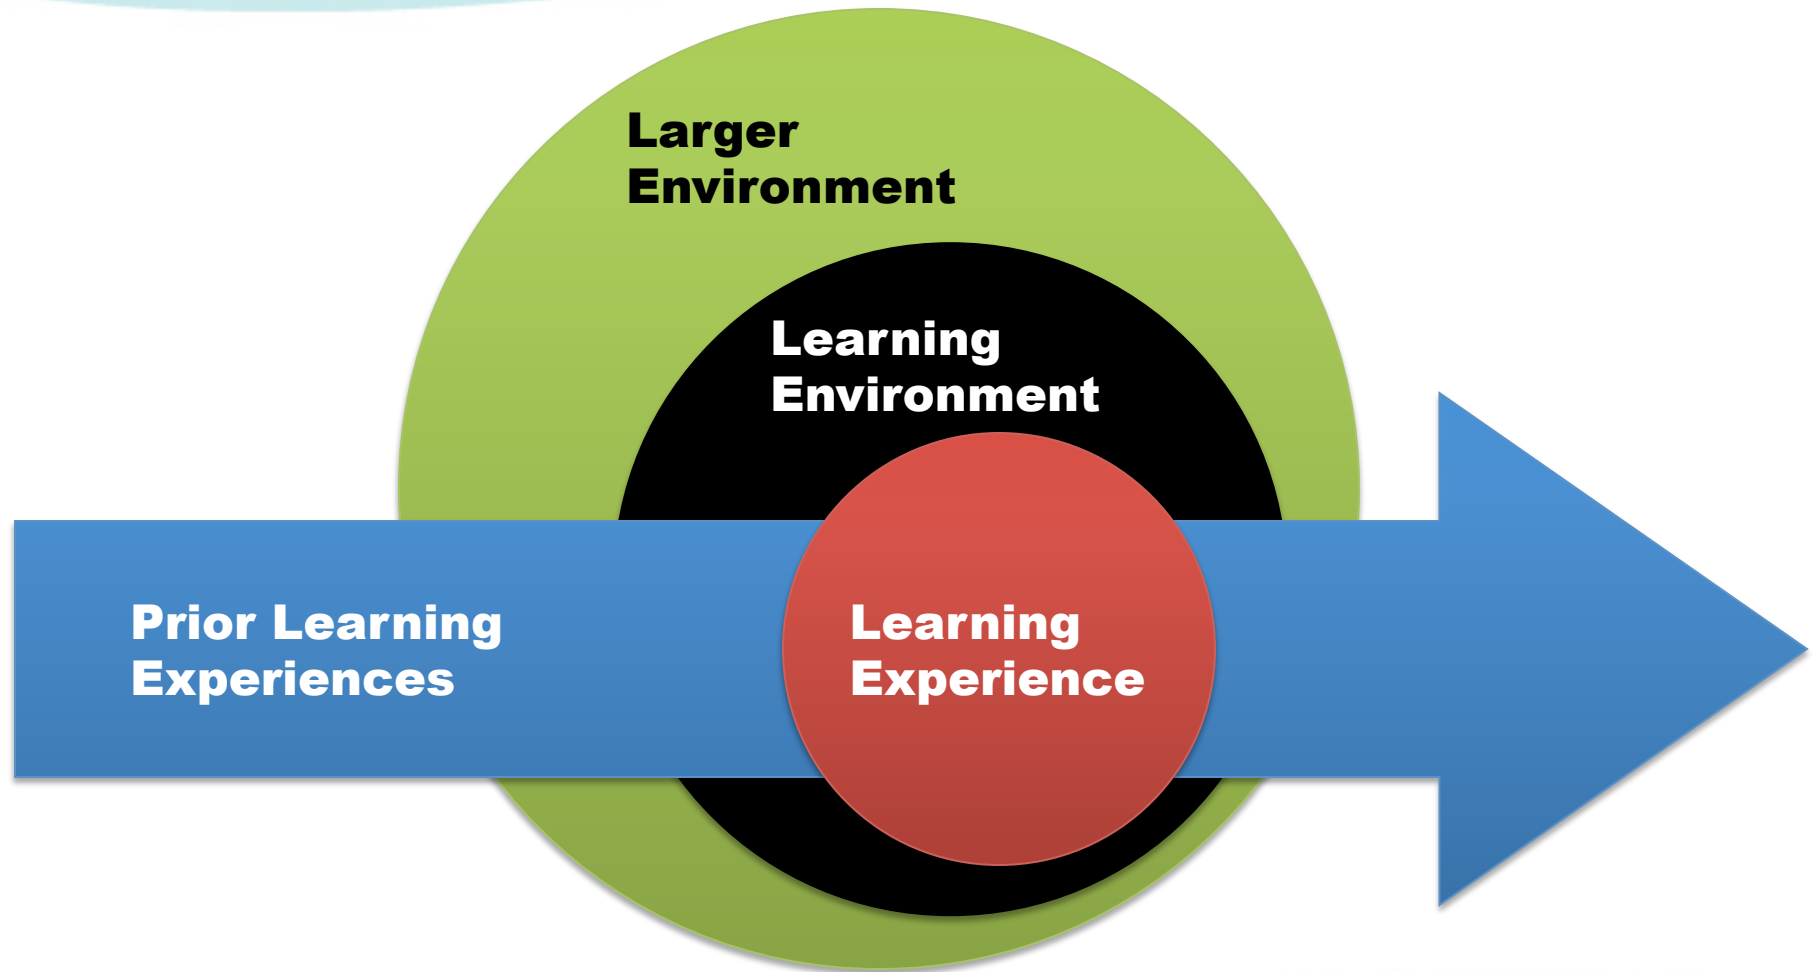 Larger
Environment
Learning
Environment
Prior Learning
Experiences
Learning
Experience